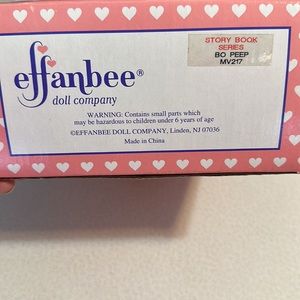 effanbee®
doll company
STORY BOOK
SERIES
BO PEEP
MV217
WARNING: Contains small parts which
may be hazardous to children under 6 years of age
©EFFANBEE DOLL COMPANY, Linden, NJ 07036
Made in China